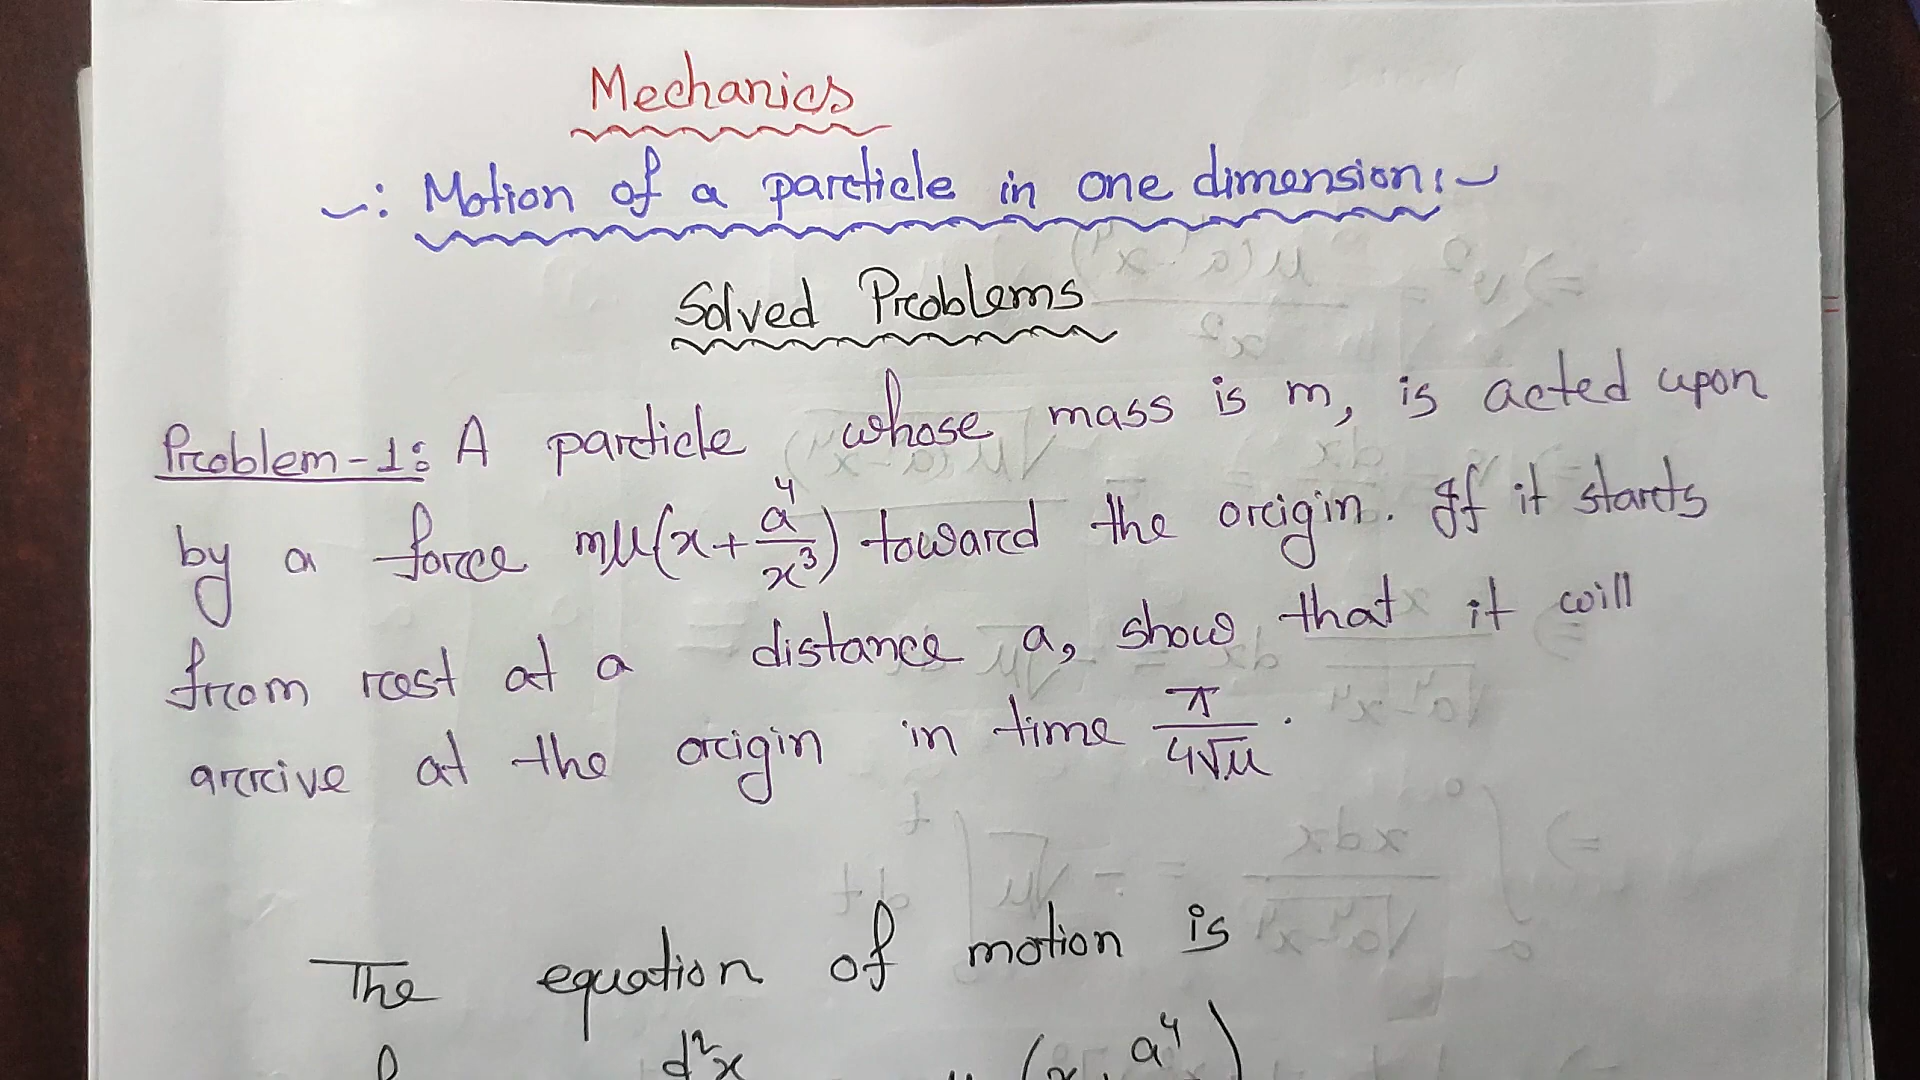 Mechanics
~: Motion of a particle in one dimension:~
Solved Problems
Problem-1: A particle whose mass is m, is acted upon
by a force mμ(x+a⁴/x³) toward the origin. If it starts
from rest at a distance a, show that it will
arrive at the origin in time π/4√μ.
The equation of motion is
d²x (x a⁴)